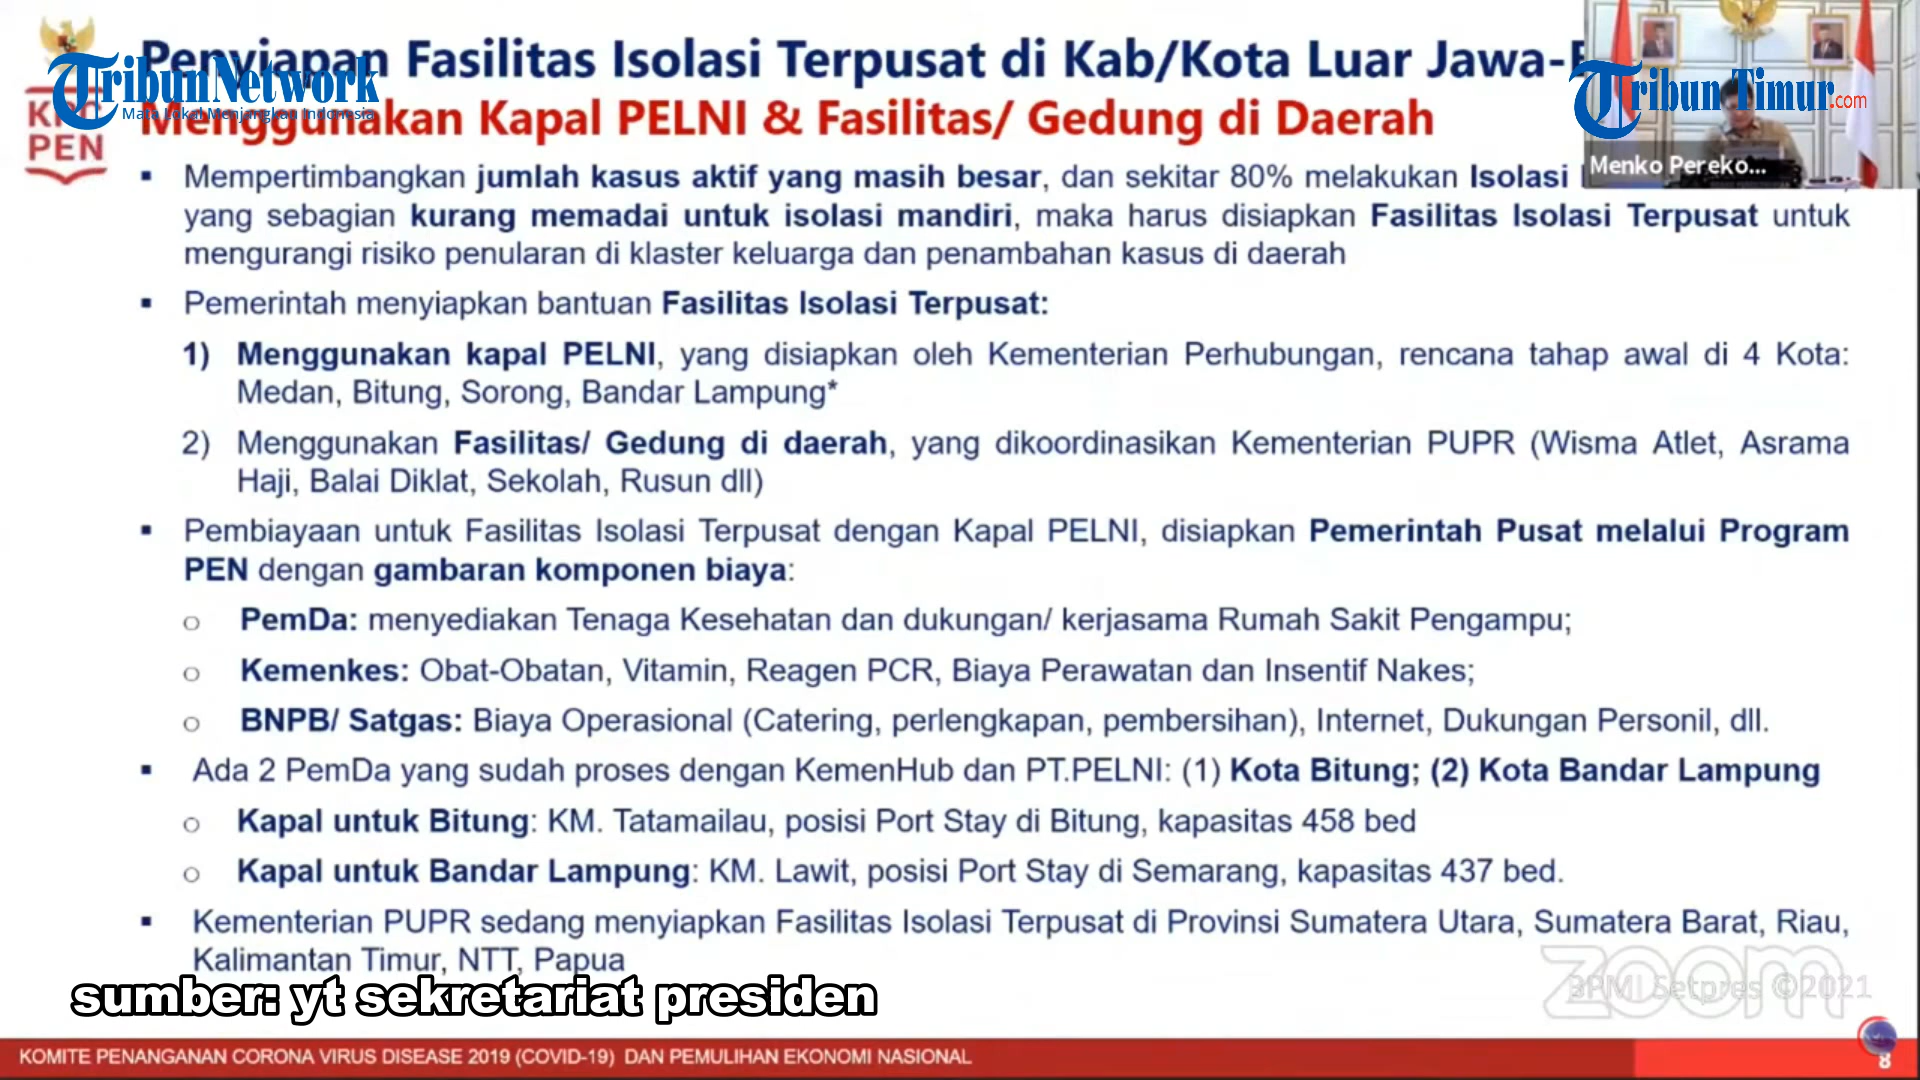 Penyiapan Fasilitas Isolasi Terpusat di Kab/Kota Luar Jawa-
Menggunakan Kapal PELNI & Fasilitas/ Gedung di Daerah
TribunNetwork
Mata Lokal Menjangkau Indonesia
PEN
Tribun Timur.com
Menko Pereko...
▪ Mempertimbangkan jumlah kasus aktif yang masih besar, dan sekitar 80% melakukan Isolasi
yang sebagian kurang memadai untuk isolasi mandiri, maka harus disiapkan Fasilitas Isolasi Terpusat untuk
mengurangi risiko penularan di klaster keluarga dan penambahan kasus di daerah
▪ Pemerintah menyiapkan bantuan Fasilitas Isolasi Terpusat:
1) Menggunakan kapal PELNI, yang disiapkan oleh Kementerian Perhubungan, rencana tahap awal di 4 Kota:
Medan, Bitung, Sorong, Bandar Lampung*
2) Menggunakan Fasilitas/ Gedung di daerah, yang dikoordinasikan Kementerian PUPR (Wisma Atlet, Asrama
Haji, Balai Diklat, Sekolah, Rusun dll)
▪ Pembiayaan untuk Fasilitas Isolasi Terpusat dengan Kapal PELNI, disiapkan Pemerintah Pusat melalui Program
PEN dengan gambaran komponen biaya:
o PemDa: menyediakan Tenaga Kesehatan dan dukungan/ kerjasama Rumah Sakit Pengampu;
o Kemenkes: Obat-Obatan, Vitamin, Reagen PCR, Biaya Perawatan dan Insentif Nakes;
o BNPB/ Satgas: Biaya Operasional (Catering, perlengkapan, pembersihan), Internet, Dukungan Personil, dll.
▪ Ada 2 PemDa yang sudah proses dengan KemenHub dan PT.PELNI: (1) Kota Bitung; (2) Kota Bandar Lampung
o Kapal untuk Bitung: KM. Tatamailau, posisi Port Stay di Bitung, kapasitas 458 bed
o Kapal untuk Bandar Lampung: KM. Lawit, posisi Port Stay di Semarang, kapasitas 437 bed.
▪ Kementerian PUPR sedang menyiapkan Fasilitas Isolasi Terpusat di Provinsi Sumatera Utara, Sumatera Barat, Riau,
Kalimantan Timur, NTT, Papua
sumber: yt sekretariat presiden
zoom
BPMI Setpres ©2021
KOMITE PENANGANAN CORONA VIRUS DISEASE 2019 (COVID-19) DAN PEMULIHAN EKONOMI NASIONAL
8